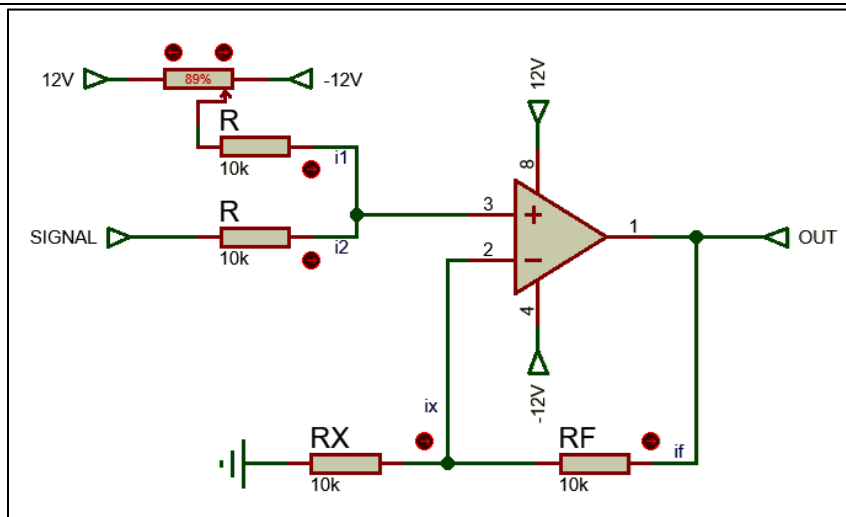 12V
89%
-12V
R
10k
i1
SIGNAL
R
10k
i2
12V
8
3
2
1
4
OUT
-12V
ix
RX
10k
RF
10k
if